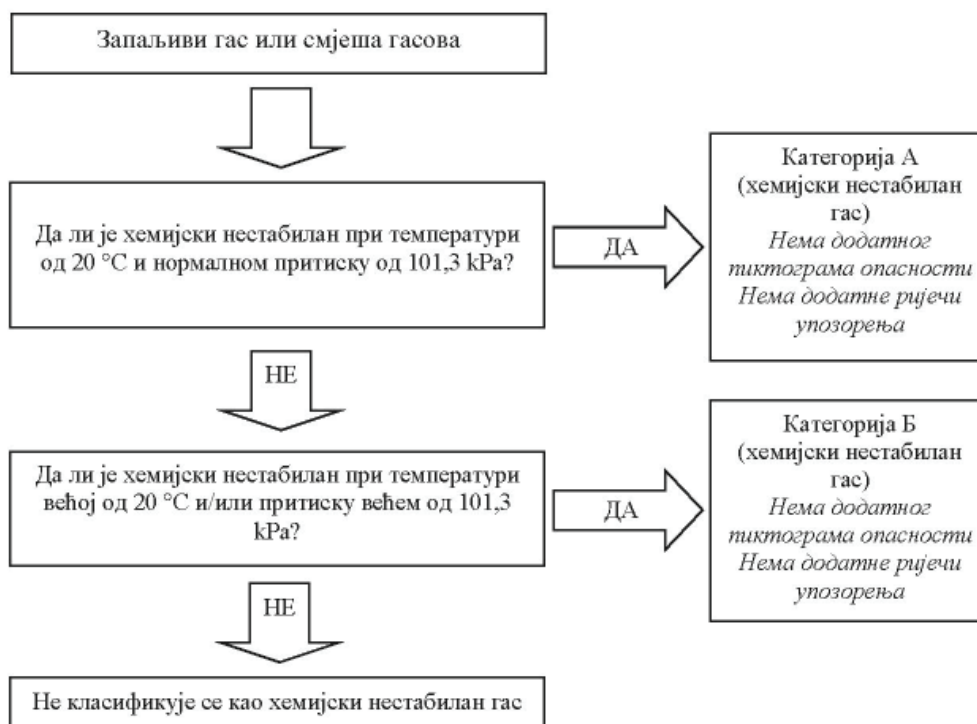 Запаљиви гас или смјеша гасова
Да ли је хемијски нестабилан при температури
од 20 °C и нормалном притиску од 101,3 kPa?
ДА
Категорија А
(хемијски нестабилан
гас)
Нема додатног
пиктограма опасности
Нема додатне ријечи
упозорења
НЕ
Да ли је хемијски нестабилан при температури
већој од 20 °C и/или притиску већем од 101,3
kPa?
ДА
Категорија Б
(хемијски нестабилан
гас)
Нема додатног
пиктограма опасности
Нема додатне ријечи
упозорења
НЕ
Не класификује се као хемијски нестабилан гас